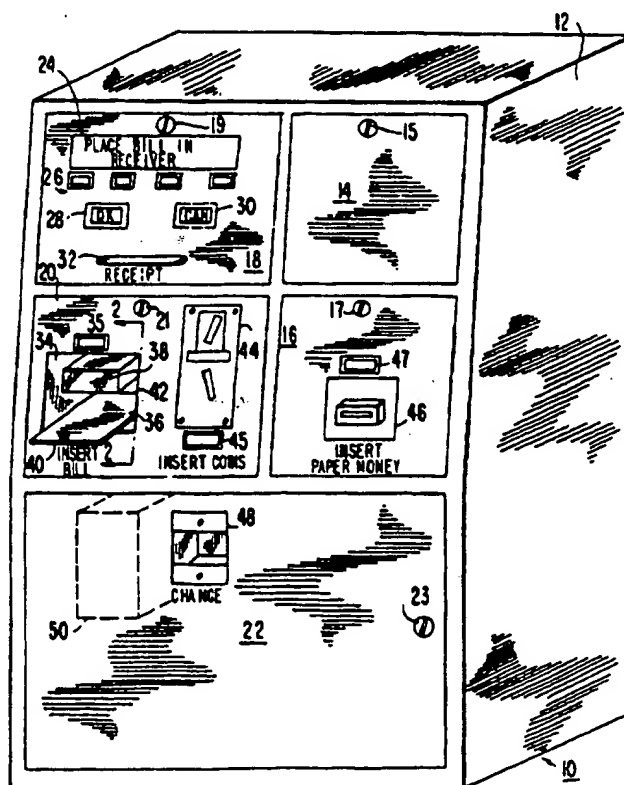 12
24
19
15
PLACE BILL IN
RECEIVER
26
14
28
OK
CAN
30
32
18
RECEIPT
20
21
17
2
35
16
44
34
38
47
42
36
46
45
40
INSERT
BILL
2
INSERT COINS
INSERT
PAPER MONEY
48
CHANGE
23
50
22
10